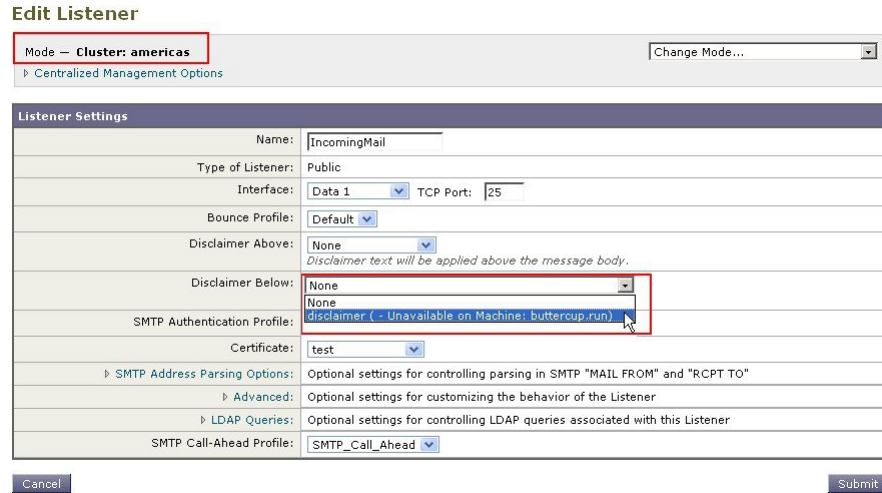 Edit Listener
Mode — Cluster: americas
Change Mode...
Centralized Management Options
Listener Settings
Name: IncomingMail
Type of Listener: Public
Interface: Data 1 TCP Port: 25
Bounce Profile: Default
Disclaimer Above: None
Disclaimer text will be applied above the message body.
Disclaimer Below: None
None
disclaimer ( - Unavailable on Machine: buttercup.run)
SMTP Authentication Profile:
Certificate: test
SMTP Address Parsing Options: Optional settings for controlling parsing in SMTP "MAIL FROM" and "RCPT TO"
Advanced: Optional settings for customizing the behavior of the Listener
LDAP Queries: Optional settings for controlling LDAP queries associated with this Listener
SMTP Call-Ahead Profile: SMTP_Call_Ahead
Cancel Submit